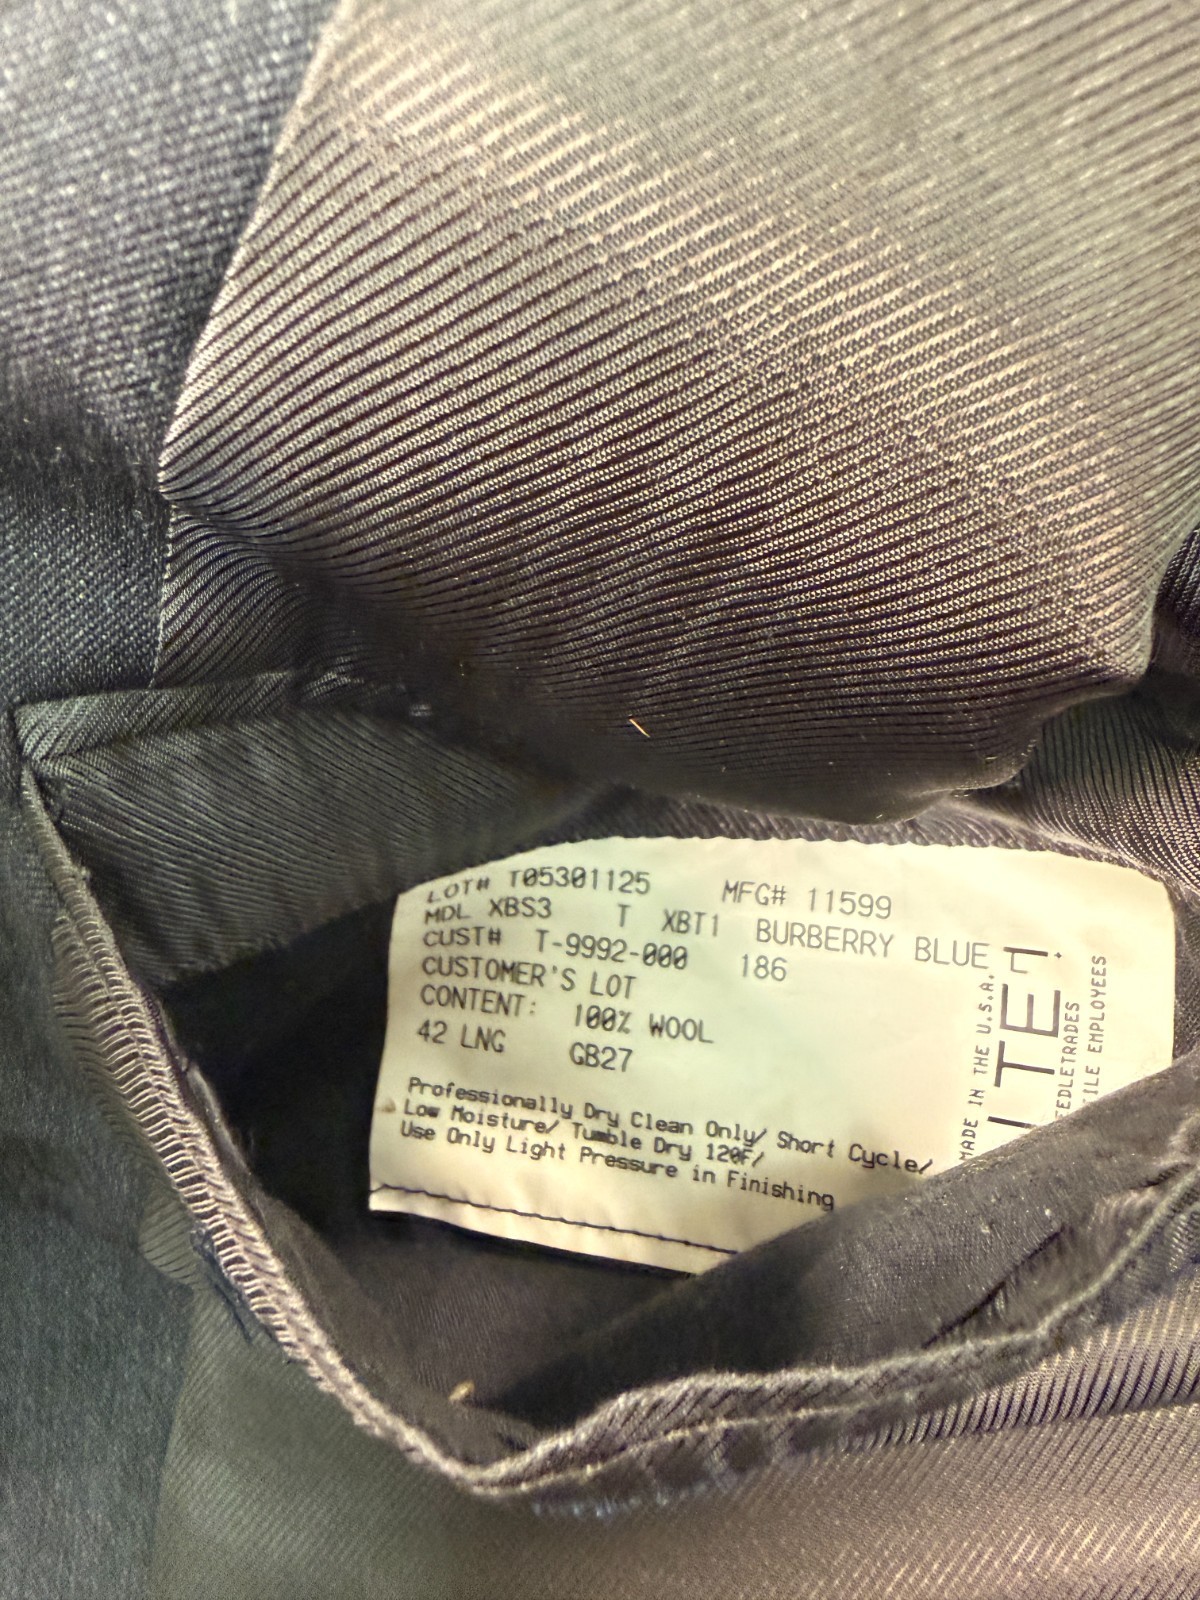 LOT# T05301125 MFG# 11599
MDL XBS3 T XBT1 BURBERRY BLUE
CUST# T-9992-000 186
CUSTOMER'S LOT
CONTENT: 100% WOOL
42 LNG GB27
Professionally Dry Clean Only/ Short Cycle/
Low Moisture/ Tumble Dry 120F/
Use Only Light Pressure in Finishing
MADE IN THE U.S.A.